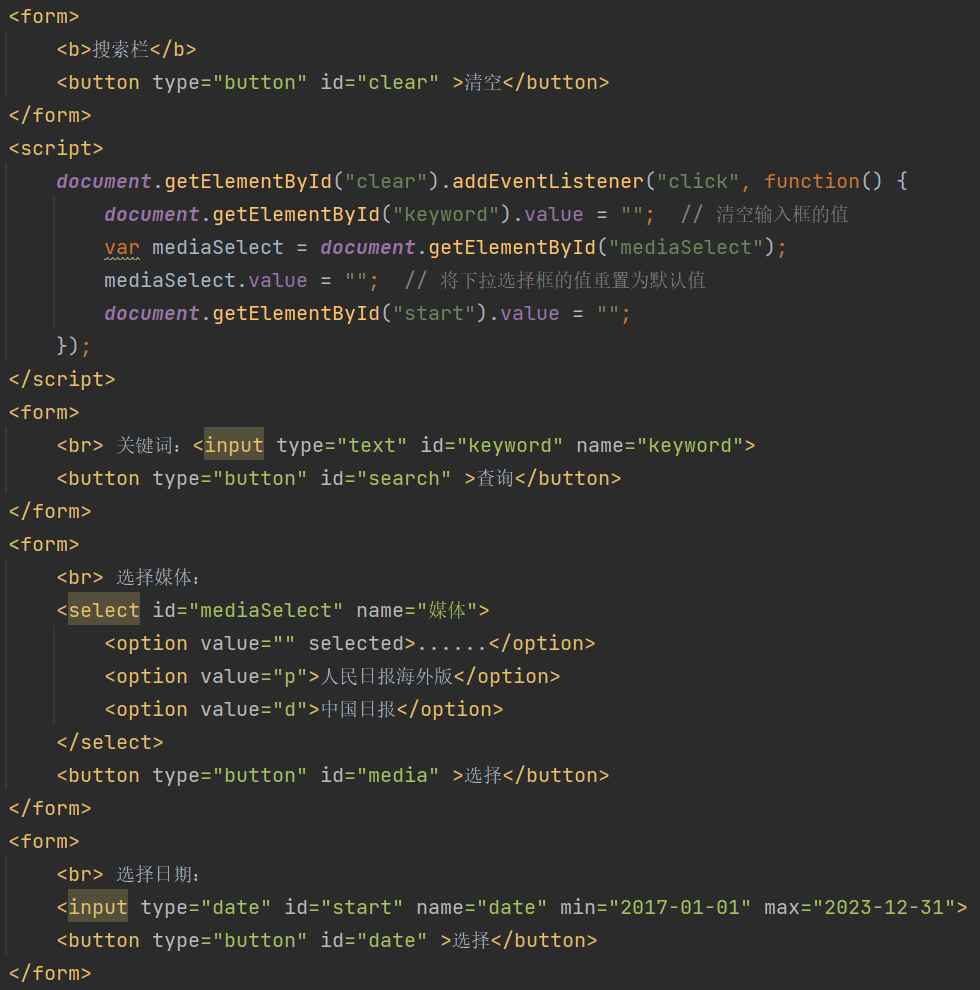 <form>
    <b>搜索栏</b>
    <button type="button" id="clear" >清空</button>
</form>
<script>
    document.getElementById("clear").addEventListener("click", function() {
        document.getElementById("keyword").value = "";  // 清空输入框的值
        var mediaSelect = document.getElementById("mediaSelect");
        mediaSelect.value = "";  // 将下拉选择框的值重置为默认值
        document.getElementById("start").value = "";
    });
</script>
<form>
    <br> 关键词：<input type="text" id="keyword" name="keyword">
    <button type="button" id="search" >查询</button>
</form>
<form>
    <br> 选择媒体：
    <select id="mediaSelect" name="媒体">
        <option value="" selected>......</option>
        <option value="p">人民日报海外版</option>
        <option value="d">中国日报</option>
    </select>
    <button type="button" id="media" >选择</button>
</form>
<form>
    <br> 选择日期：
    <input type="date" id="start" name="date" min="2017-01-01" max="2023-12-31">
    <button type="button" id="date" >选择</button>
</form>